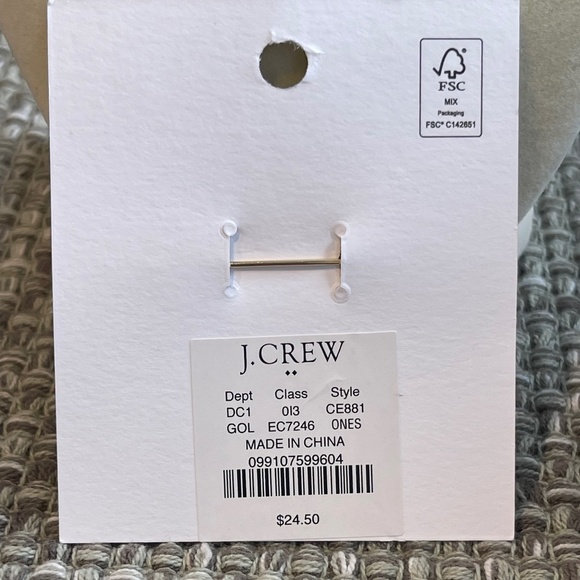 FSC
MIX
Packaging
FSC® C142651
J.CREW
Dept Class Style
DC1 0I3 CE881
GOL EC7246 ONES
MADE IN CHINA
099107599604
$24.50